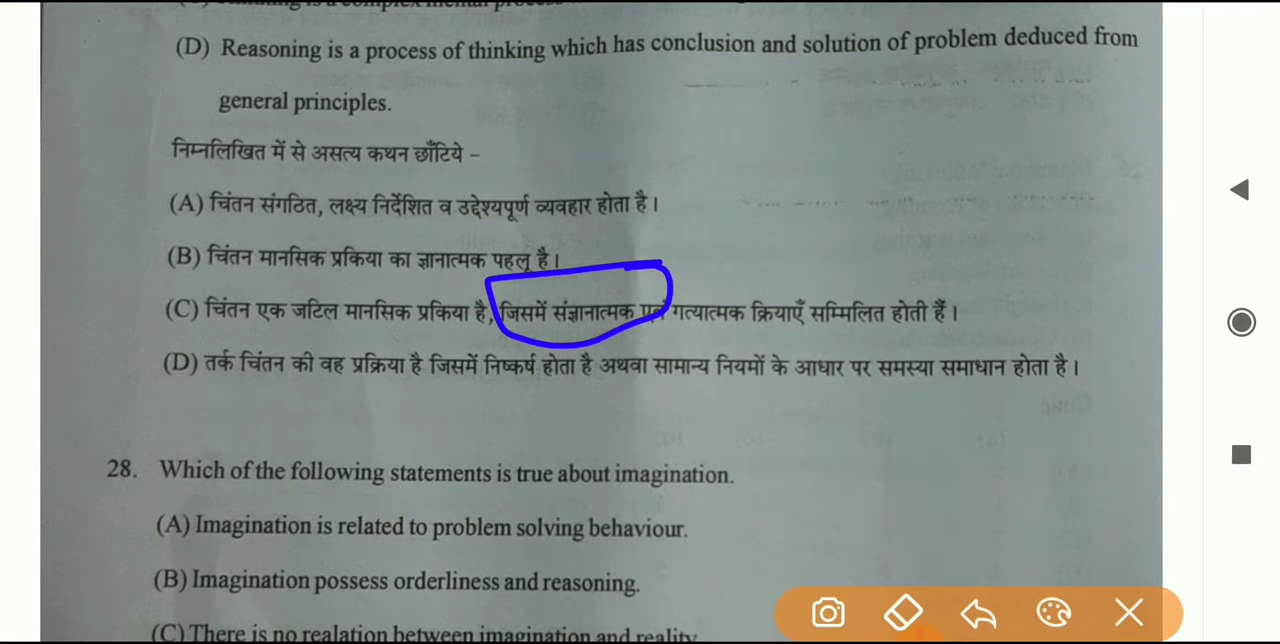 (D) Reasoning is a process of thinking which has conclusion and solution of problem deduced from
general principles.
निम्नलिखित में से असत्य कथन छाँटिये –
(A) चिंतन संगठित, लक्ष्य निर्देशित व उद्देश्यपूर्ण व्यवहार होता है।
(B) चिंतन मानसिक प्रकिया का ज्ञानात्मक पहलू है।
(C) चिंतन एक जटिल मानसिक प्रकिया है, जिसमें संज्ञानात्मक एवं गत्यात्मक क्रियाएँ सम्मिलित होती हैं।
(D) तर्क चिंतन की वह प्रक्रिया है जिसमें निष्कर्ष होता है अथवा सामान्य नियमों के आधार पर समस्या समाधान होता है।
28. Which of the following statements is true about imagination.
(A) Imagination is related to problem solving behaviour.
(B) Imagination possess orderliness and reasoning.
(C) There is no realation between imagination and reality